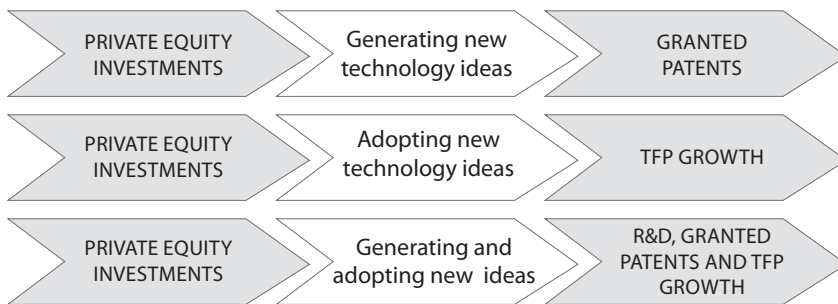 PRIVATE EQUITY
INVESTMENTS
Generating new
technology ideas
GRANTED
PATENTS
PRIVATE EQUITY
INVESTMENTS
Adopting new
technology ideas
TFP GROWTH
PRIVATE EQUITY
INVESTMENTS
Generating and
adopting new ideas
R&D, GRANTED
PATENTS AND TFP
GROWTH